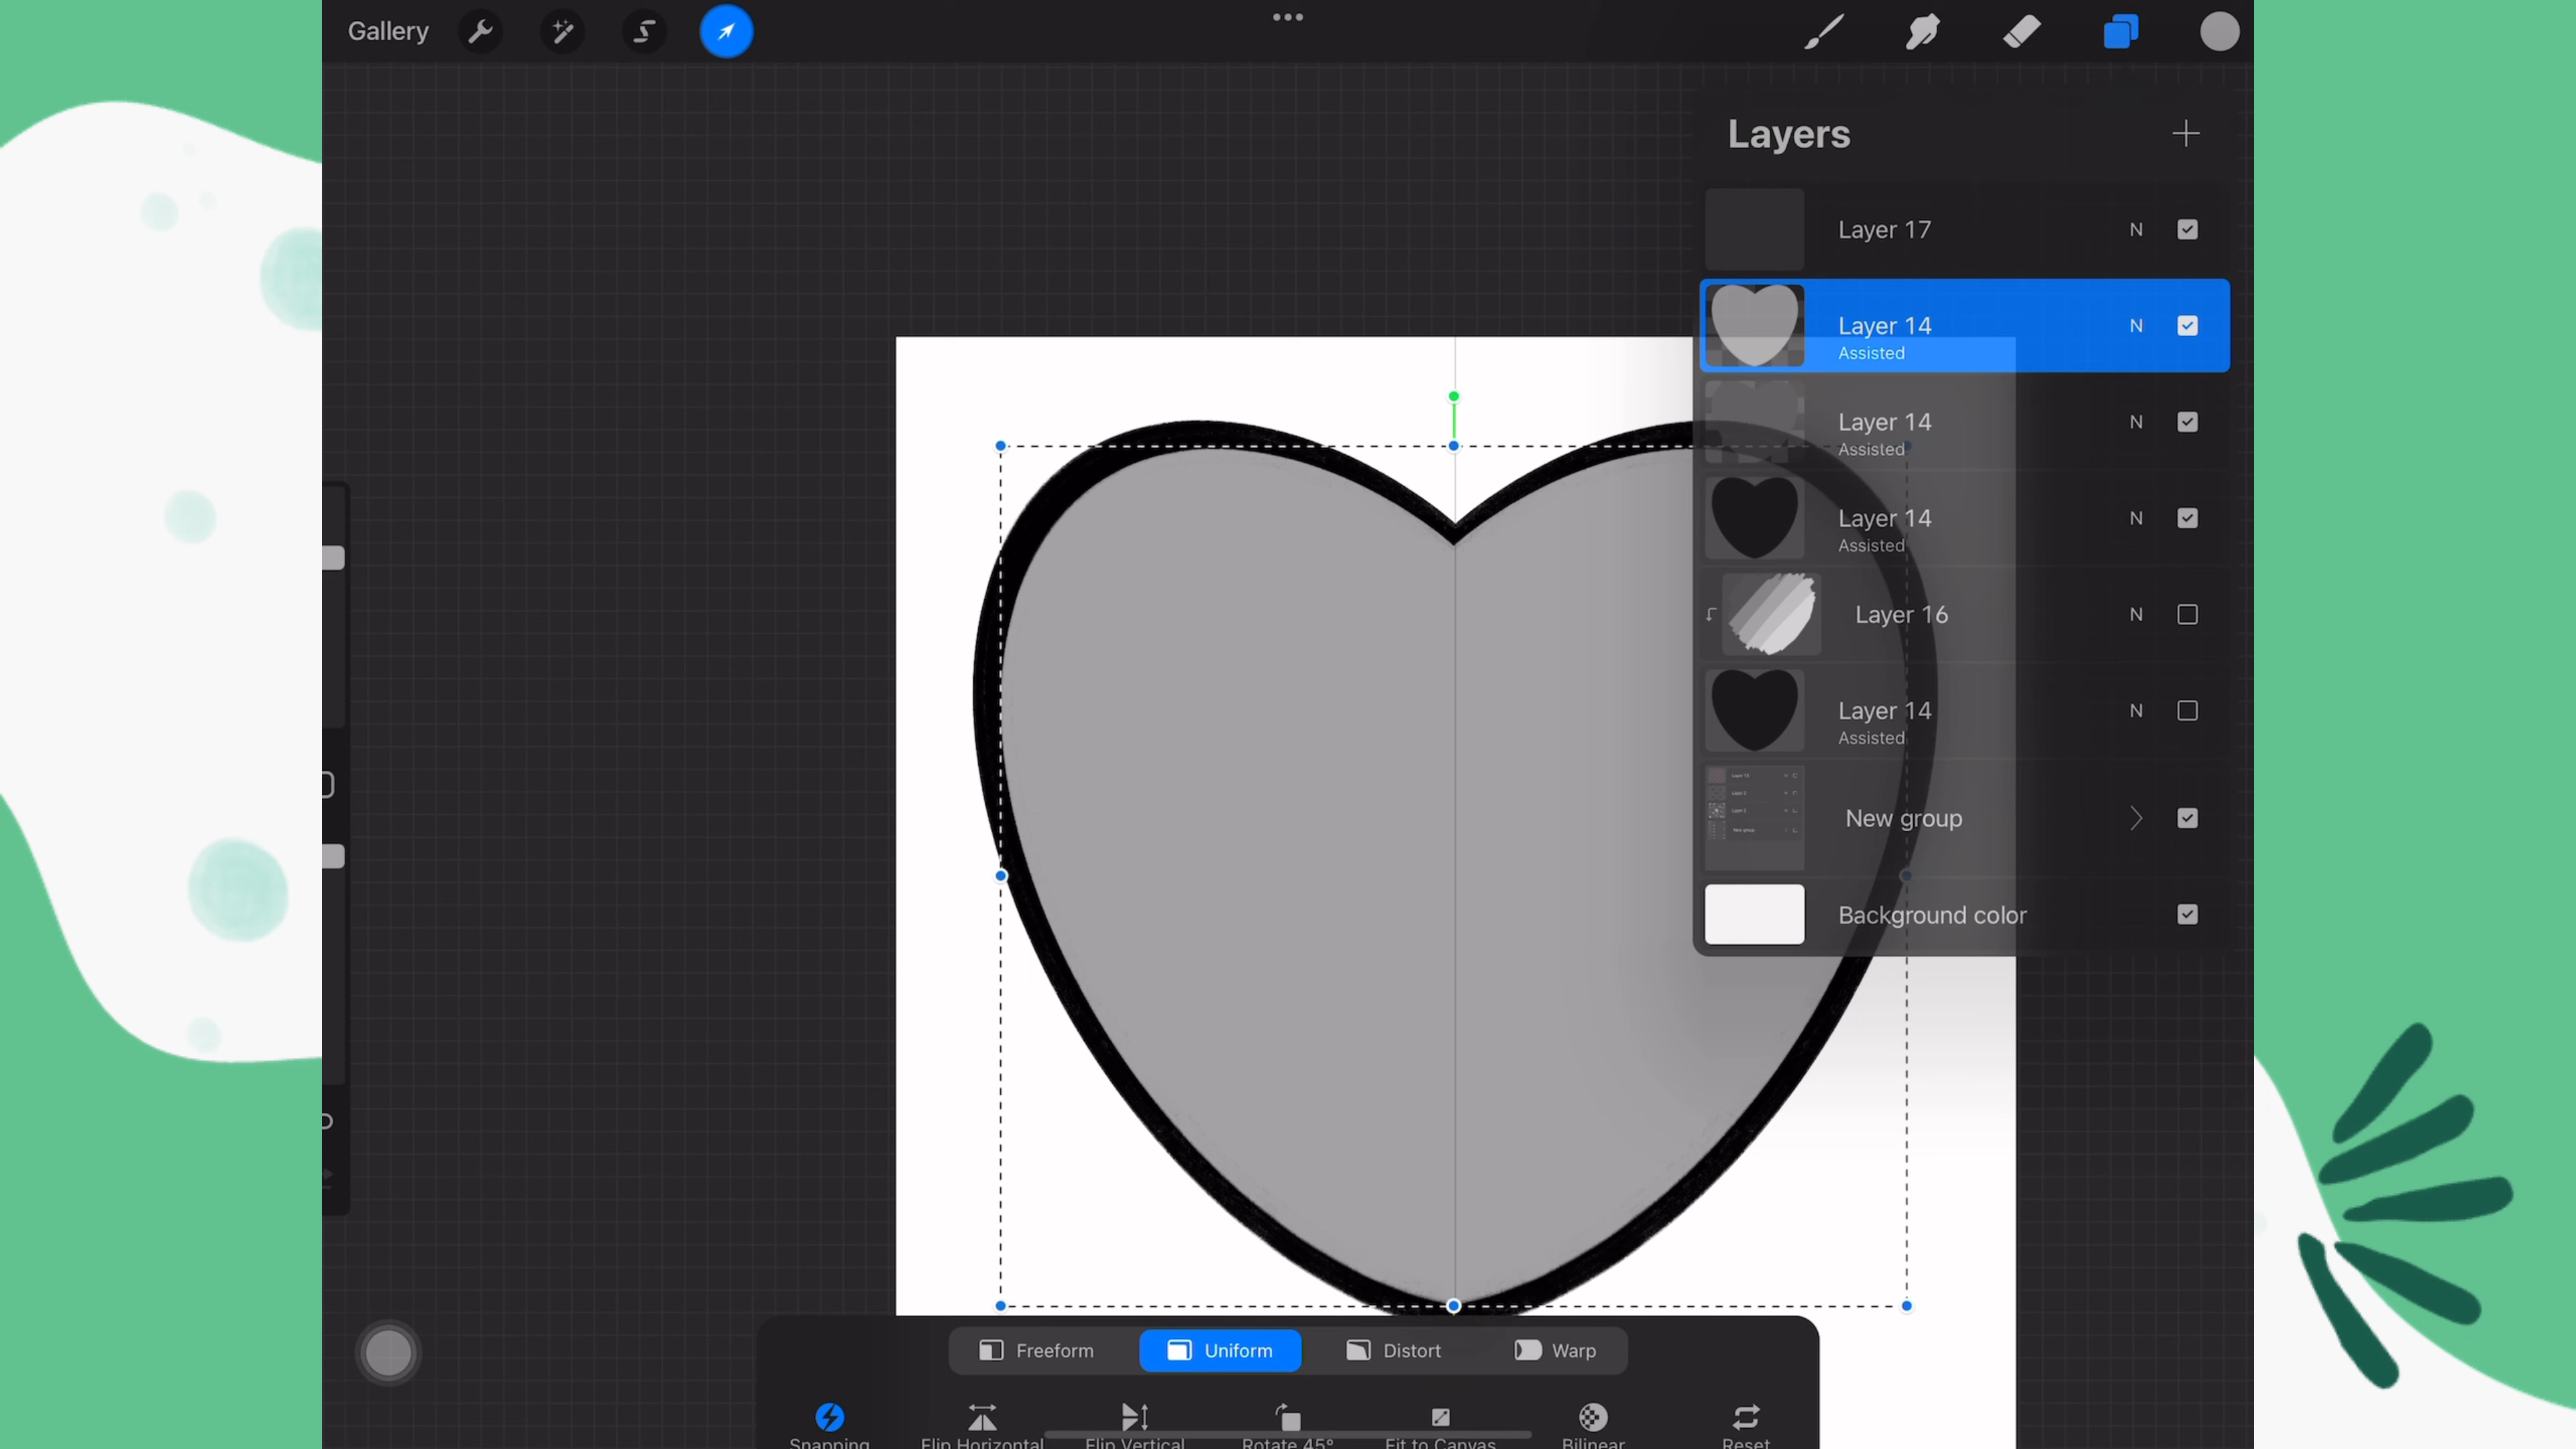 Gallery
Layers
Layer 17 N
Layer 14 N
Assisted
Layer 14 N
Assisted
Layer 14 N
Assisted
Layer 16 N
Layer 14 N
Assisted
New group
Background color
Freeform Uniform Distort Warp
Snapping Flip Horizontal Flip Vertical Rotate 45° Fit to Canvas Bilinear Reset